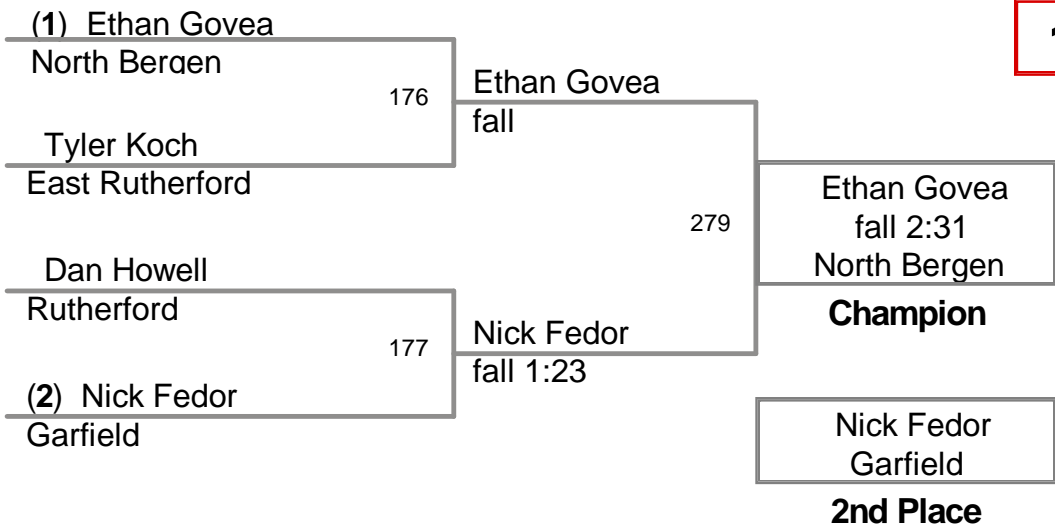 (1) Ethan Govea
North Bergen
176
Ethan Govea
fall
Tyler Koch
East Rutherford
279
Ethan Govea
fall 2:31
North Bergen
Champion
Dan Howell
Rutherford
177
Nick Fedor
fall 1:23
(2) Nick Fedor
Garfield
Nick Fedor
Garfield
2nd Place